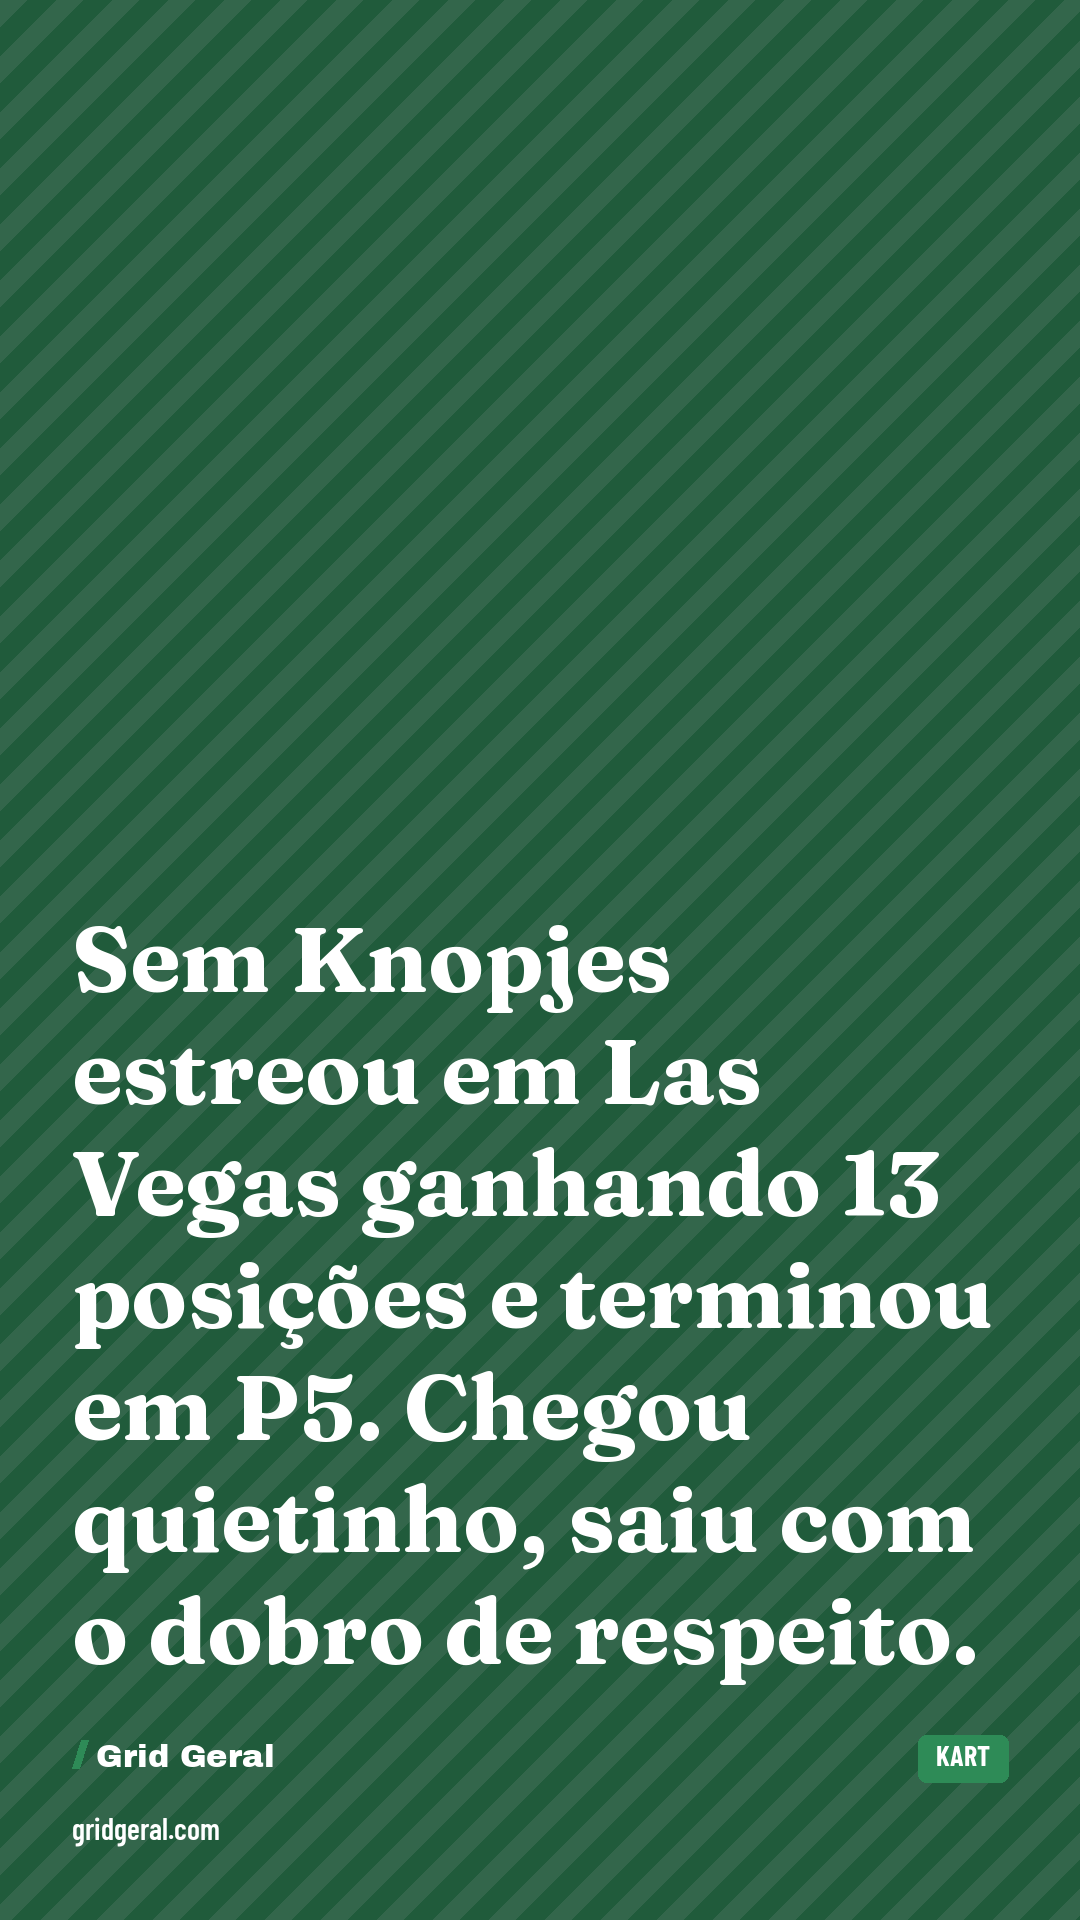 Sem Knopjes
estreou em Las
Vegas ganhando 13
posições e terminou
em P5. Chegou
quietinho, saiu com
o dobro de respeito.
/ Grid Geral
KART
gridgeral.com